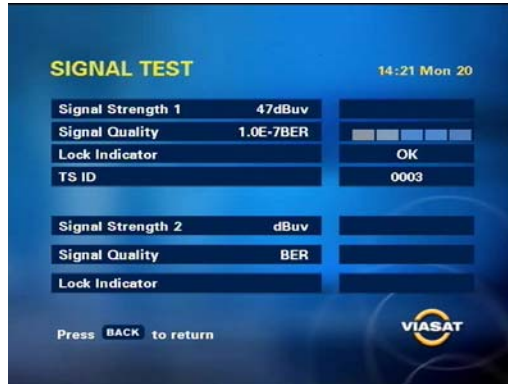 SIGNAL TEST 14:21 Mon 20
Signal Strength 1 47dBuv
Signal Quality 1.0E-7BER
Lock Indicator OK
TS ID 0003
Signal Strength 2 dBuv
Signal Quality BER
Lock Indicator
Press BACK to return
VIASAT